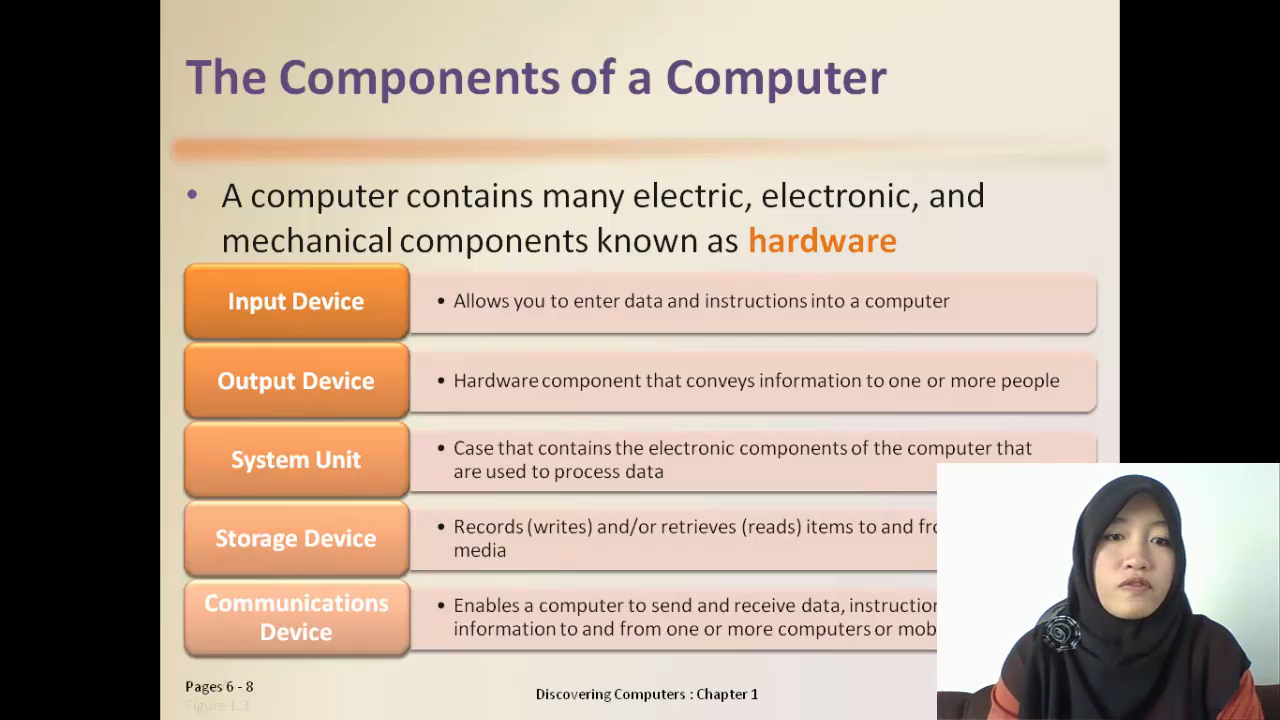 The Components of a Computer
• A computer contains many electric, electronic, and
mechanical components known as hardware
Input Device
• Allows you to enter data and instructions into a computer
Output Device
• Hardware component that conveys information to one or more people
System Unit
• Case that contains the electronic components of the computer that
are used to process data
Storage Device
• Records (writes) and/or retrieves (reads) items to and
media
Communications
Device
• Enables a computer to send and receive data,
information to and from one or more computers or
Pages 6 - 8
Figure 1-3
Discovering Computers : Chapter 1